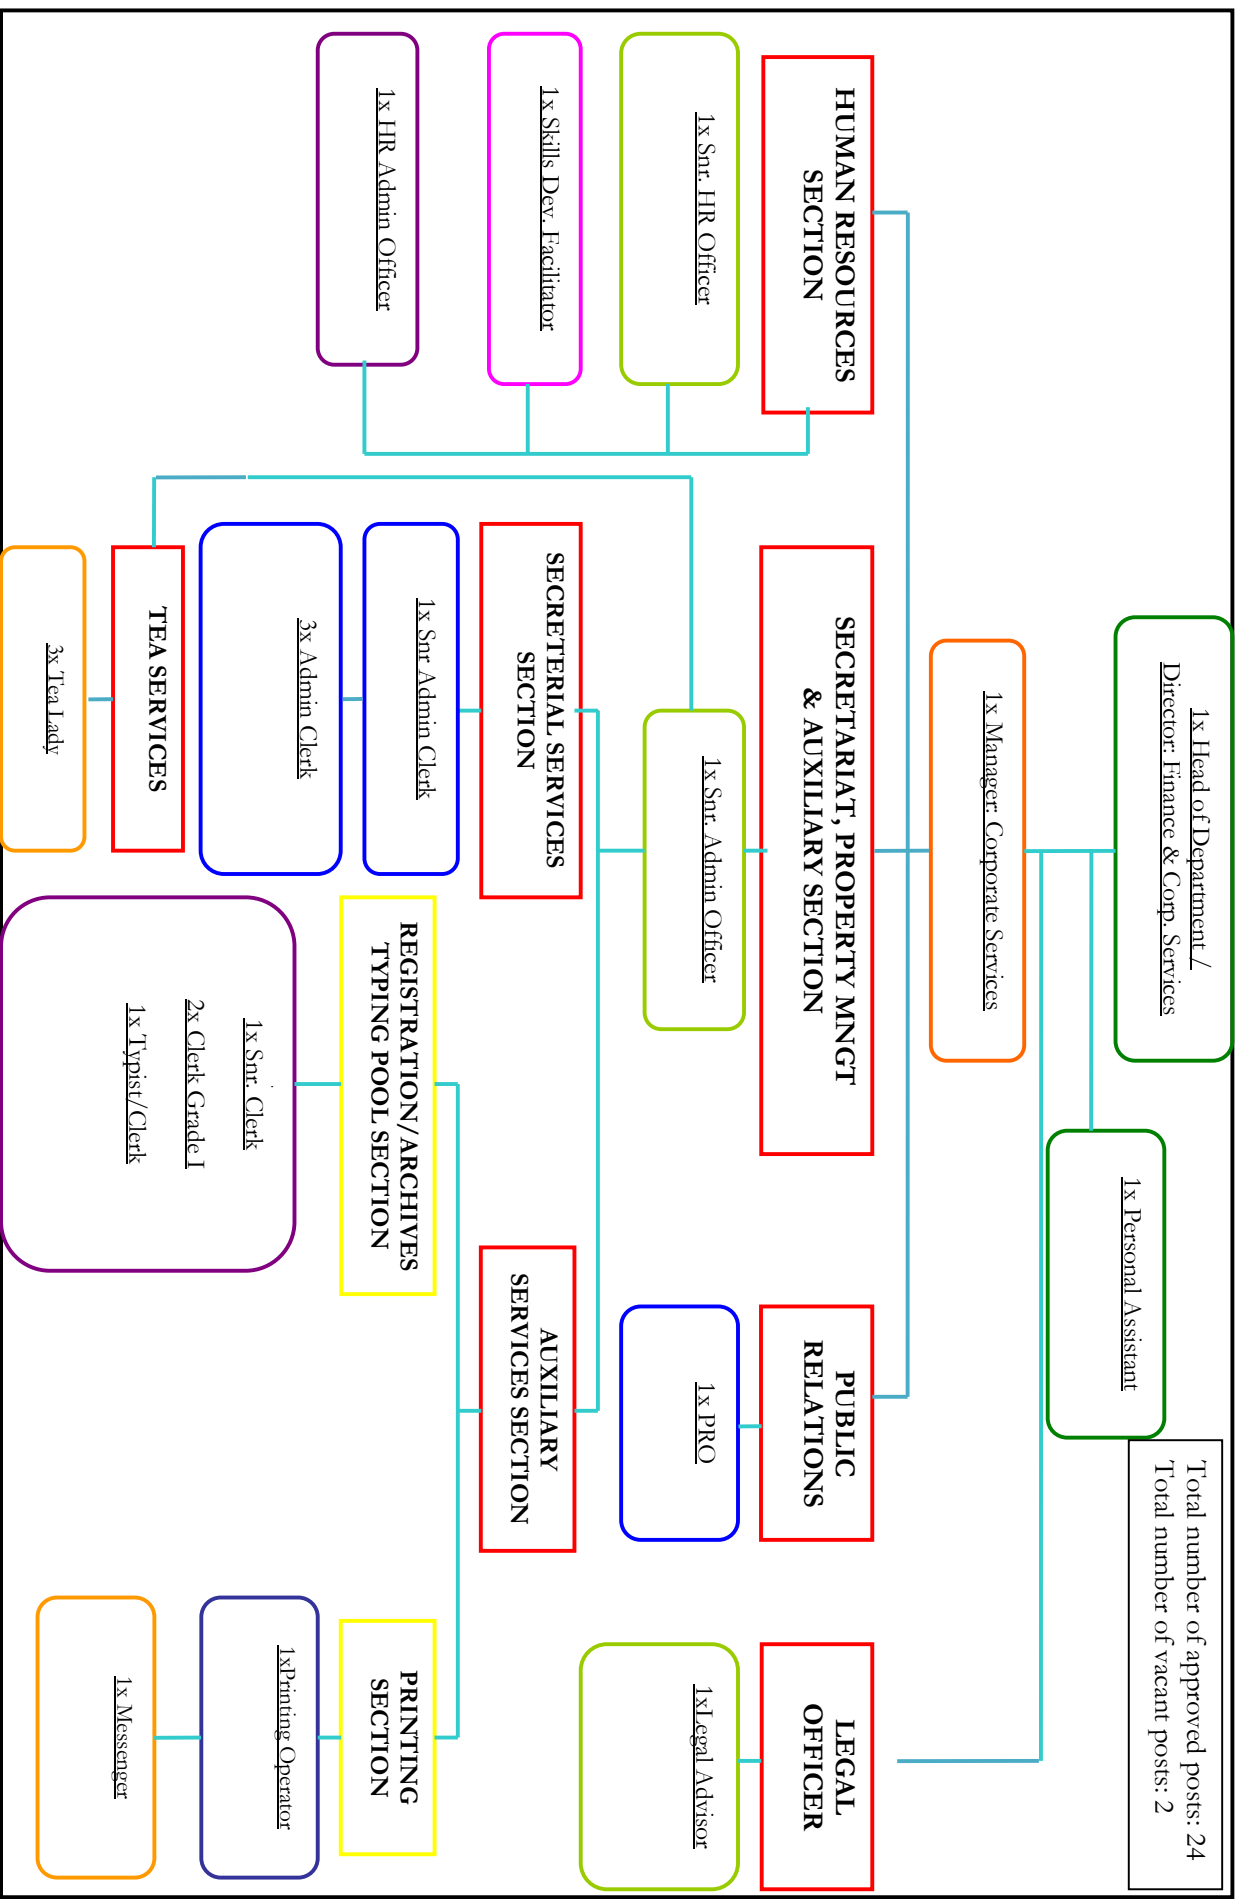 1x Head of Department /
Director: Finance & Corp. Services
Total number of approved posts: 24
Total number of vacant posts: 2
1x Personal Assistant
1x Manager: Corporate Services
HUMAN RESOURCES
SECTION
SECRETARIAT, PROPERTY MNGT
& AUXILIARY SECTION
PUBLIC
RELATIONS
LEGAL
OFFICER
1x Snr. HR Officer
1x Snr. Admin Officer
1x PRO
1xLegal Advisor
1x Skills Dev. Facilitator
SECRETERIAL SERVICES
SECTION
AUXILIARY
SERVICES SECTION
1x HR Admin Officer
1x Snr Admin Clerk
REGISTRATION/ARCHIVES
TYPING POOL SECTION
PRINTING
SECTION
3x Admin Clerk
1x Snr. Clerk
2x Clerk Grade I
1x Typist/Clerk
1xPrinting Operator
TEA SERVICES
1x Messenger
3x Tea Lady